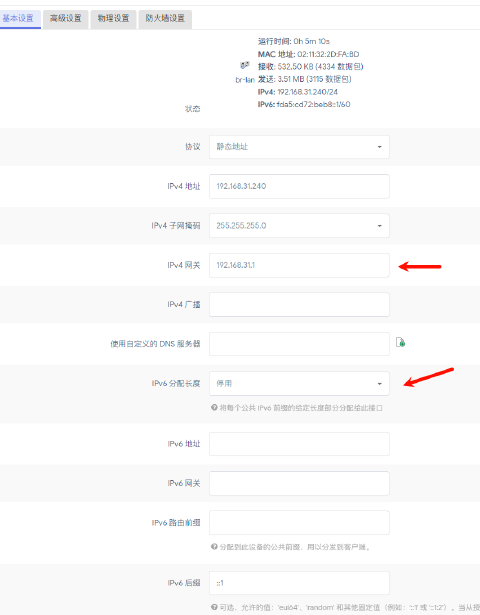 基本设置 高级设置 物理设置 防火墙设置
运行时间: 0h 5m 10s
MAC 地址: 02:11:32:2D:FA:BD
接收: 532.50 KB (4334 数据包)
发送: 3.51 MB (3115 数据包)
br-lan
IPv4: 192.168.31.240/24
IPv6: fda5:cd72:beb8::1/60
状态
协议 静态地址
IPv4 地址 192.168.31.240
IPv4 子网掩码 255.255.255.0
IPv4 网关 192.168.31.1
IPv4 广播
使用自定义的 DNS 服务器
IPv6 分配长度 停用
将每个公共 IPv6 前缀的给定长度部分分配给此接口
IPv6 地址
IPv6 网关
IPv6 路由前缀
分配到此设备的公共前缀，用以分发到客户端。
IPv6 后缀 ::1
可选，允许的值：'eui64'、'random' 和其他固定值（例如：'::1' 或 '::1:2'）。当从授